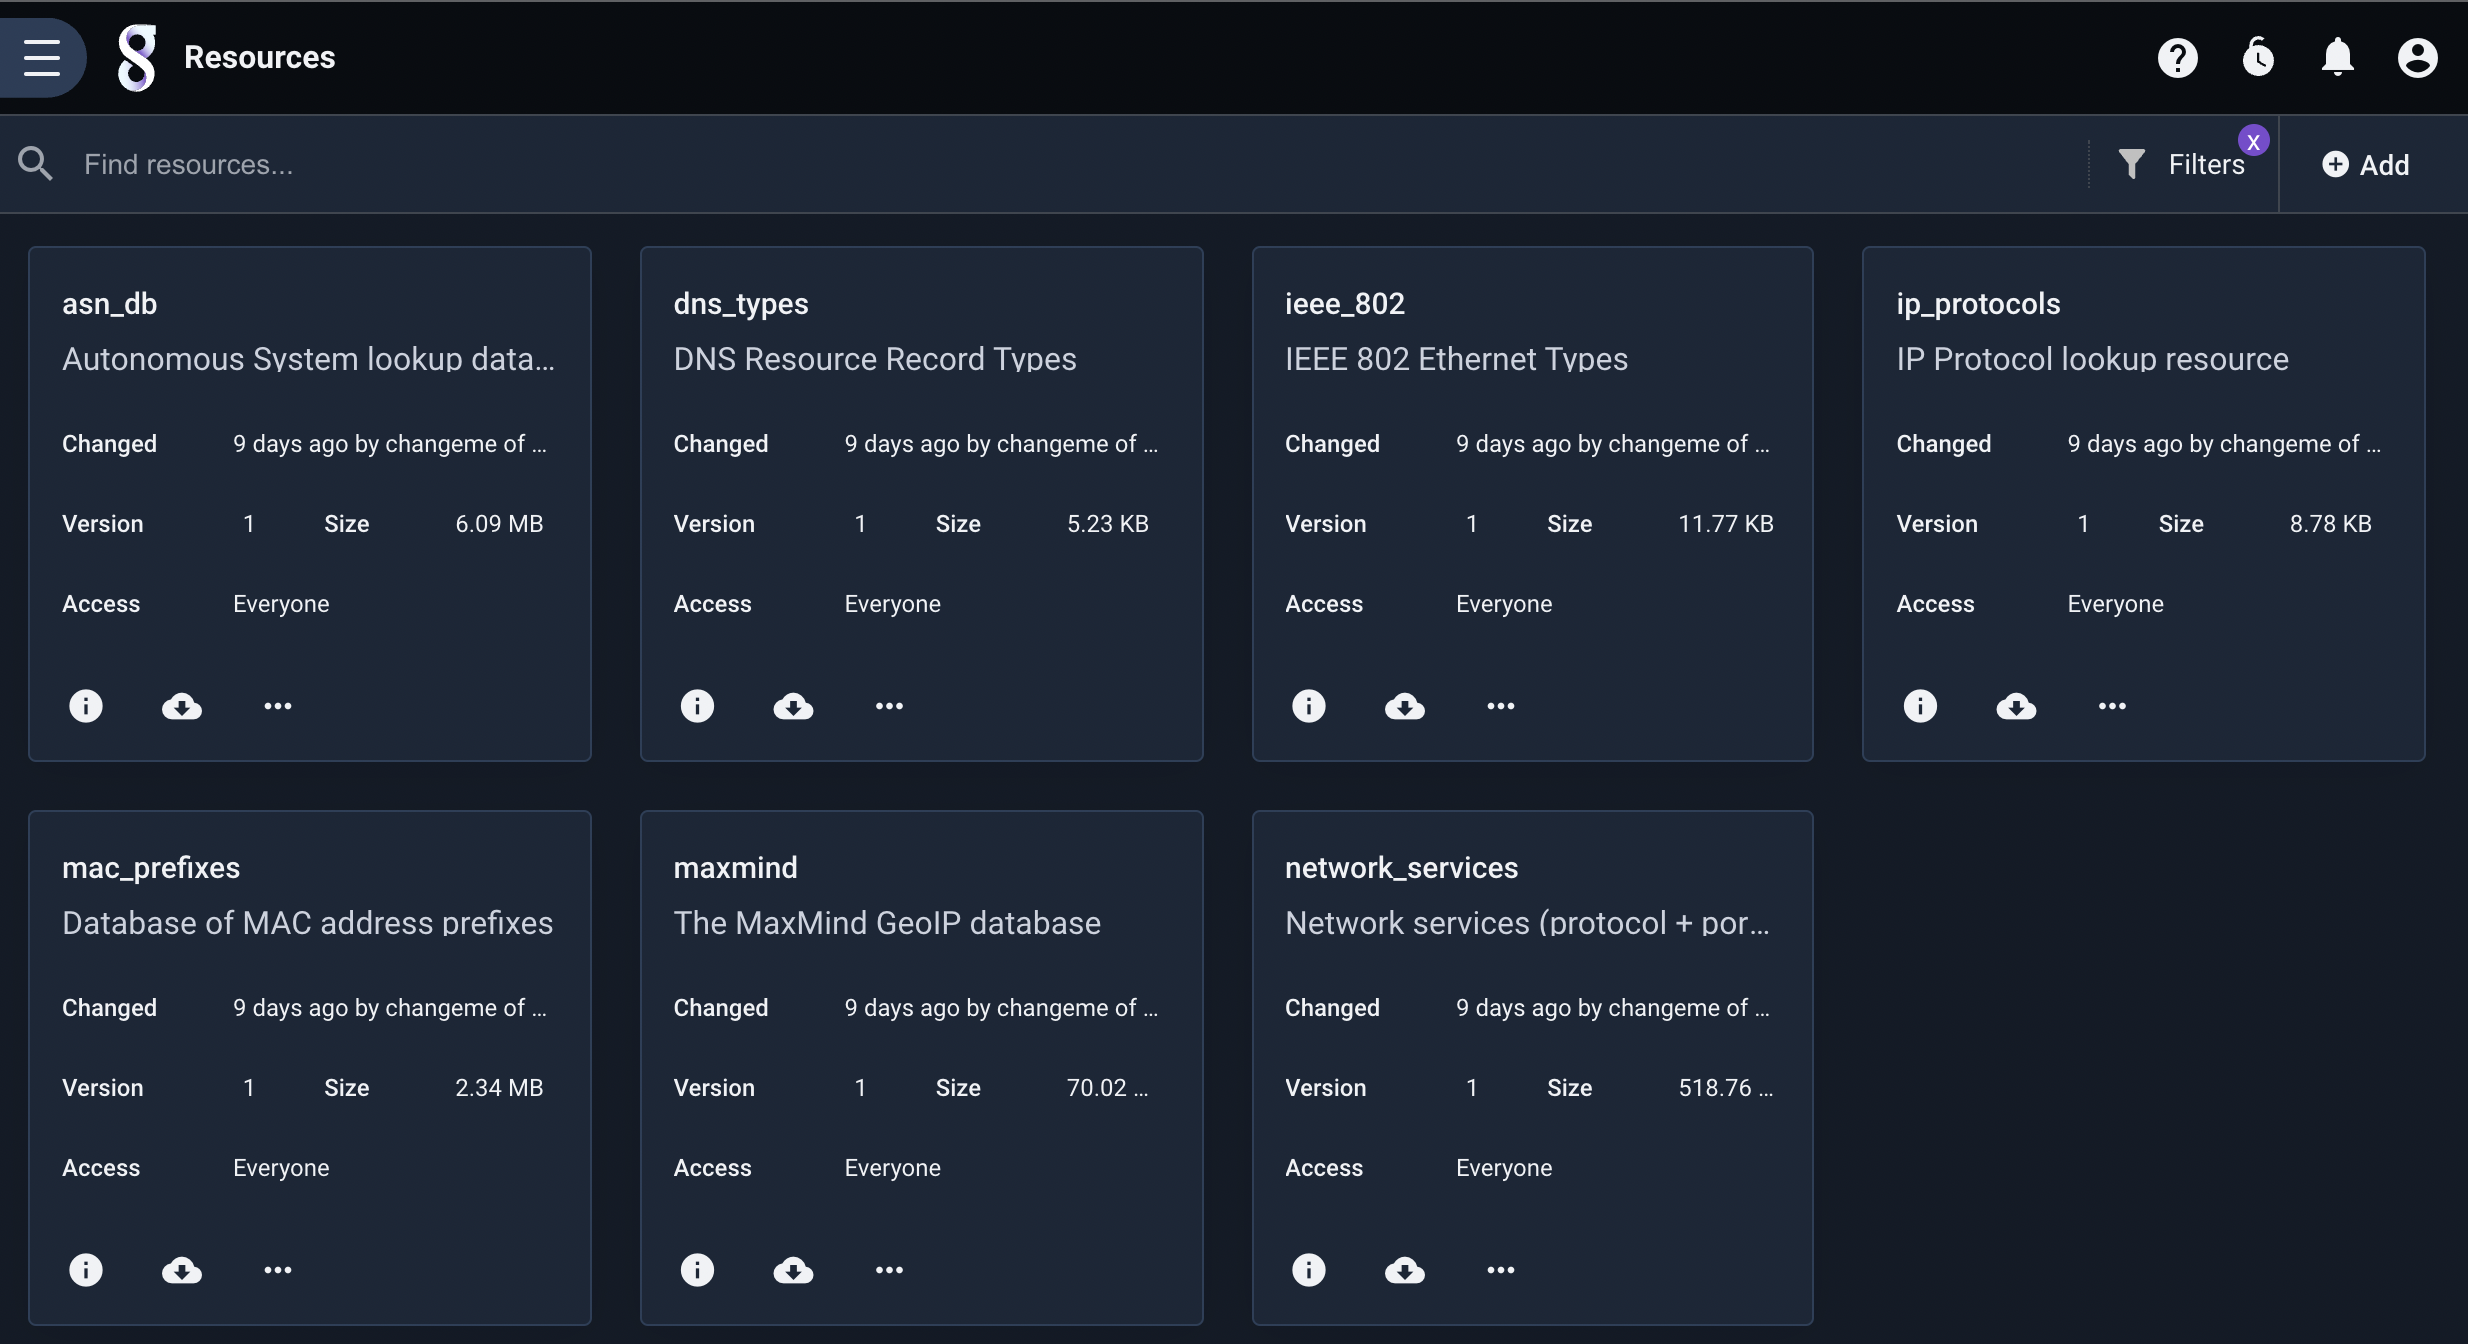 Resources
Find resources...
Filters
X
Add
asn_db
Autonomous System lookup data...
Changed 9 days ago by changeme of ...
Version 1 Size 6.09 MB
Access Everyone
dns_types
DNS Resource Record Types
Changed 9 days ago by changeme of ...
Version 1 Size 5.23 KB
Access Everyone
ieee_802
IEEE 802 Ethernet Types
Changed 9 days ago by changeme of ...
Version 1 Size 11.77 KB
Access Everyone
ip_protocols
IP Protocol lookup resource
Changed 9 days ago by changeme of ...
Version 1 Size 8.78 KB
Access Everyone
mac_prefixes
Database of MAC address prefixes
Changed 9 days ago by changeme of ...
Version 1 Size 2.34 MB
Access Everyone
maxmind
The MaxMind GeoIP database
Changed 9 days ago by changeme of ...
Version 1 Size 70.02 ...
Access Everyone
network_services
Network services (protocol + por...
Changed 9 days ago by changeme of ...
Version 1 Size 518.76 ...
Access Everyone